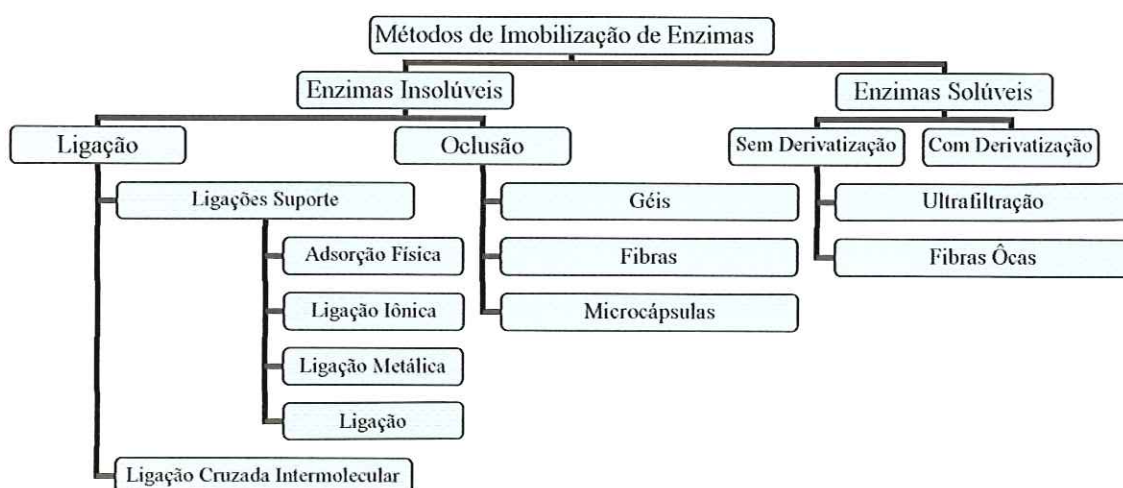 Métodos de Imobilização de Enzimas
Enzimas Insolúveis
Enzimas Solúveis
Ligação
Oclusão
Sem Derivatização
Com Derivatização
Ligações Suporte
Géis
Ultrafiltração
Adsorção Física
Fibras
Fibras Ôcas
Ligação Iônica
Microcápsulas
Ligação Metálica
Ligação
Ligação Cruzada Intermolecular